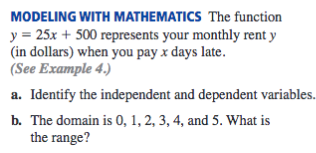 MODELING WITH MATHEMATICS The function
y = 25x + 500 represents your monthly rent y
(in dollars) when you pay x days late.
(See Example 4.)
a. Identify the independent and dependent variables.
b. The domain is 0, 1, 2, 3, 4, and 5. What is
the range?